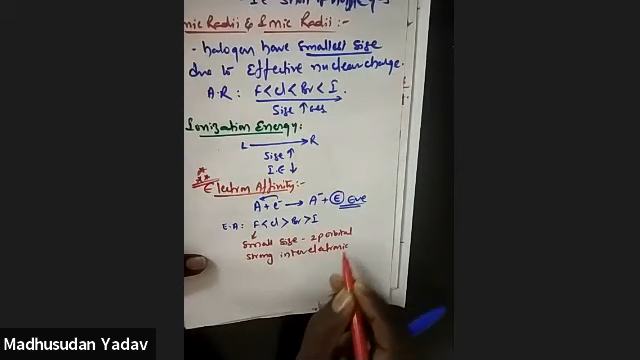 mic Radii & Ionic Radii :-
- halogen have Smallest Size
due to Effective nuclear charge.
A.R: F < Cl < Br < I.
Size ↑ses
Ionization Energy:
L → R
Size ↑
I.E ↓
Electron Affinity :-
A + e⁻ → A⁻ + E
E.A: F < Cl > Br > I
↓
Small Size - 2p orbital
strong interelectronic
Madhusudan Yadav